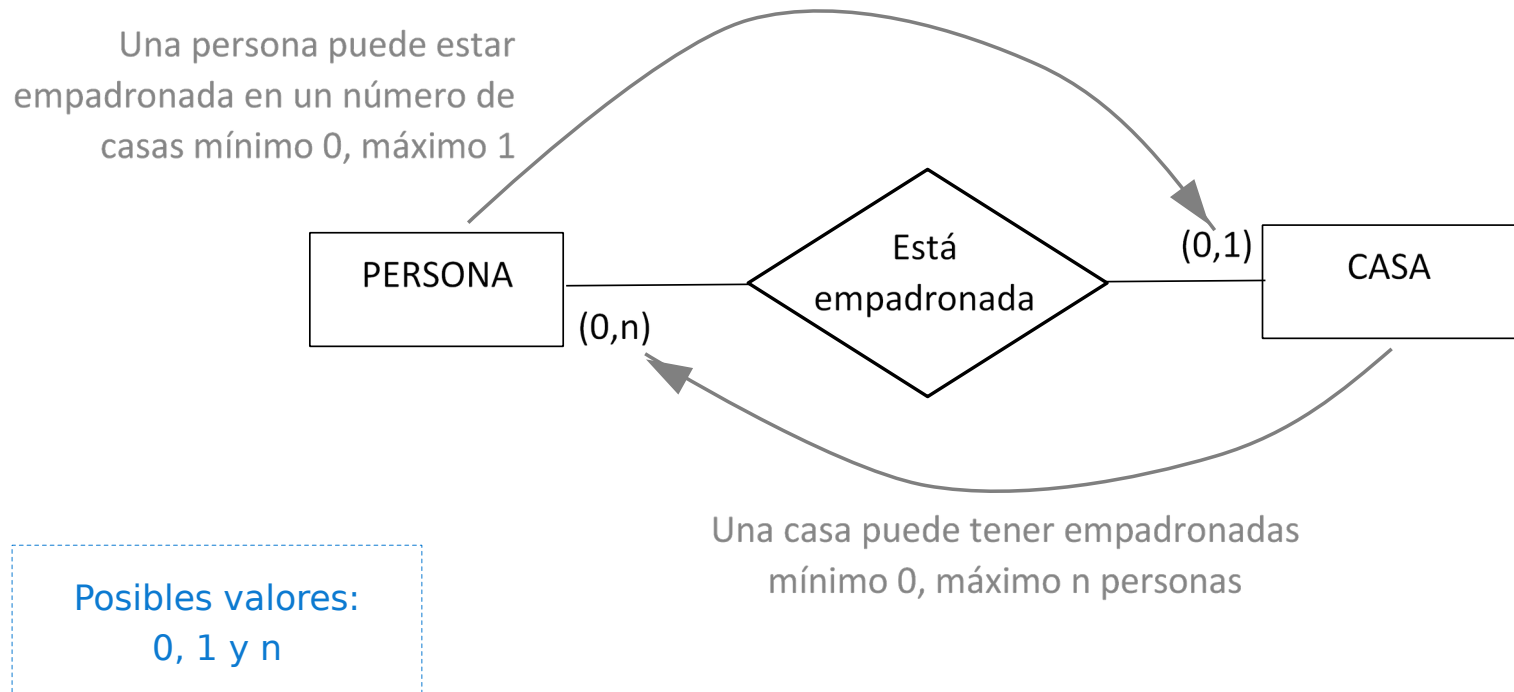 Una persona puede estar
empadronada en un número de
casas mínimo 0, máximo 1
PERSONA
(0,n)
Está
empadronada
(0,1)
CASA
Una casa puede tener empadronadas
mínimo 0, máximo n personas
Posibles valores:
0, 1 y n